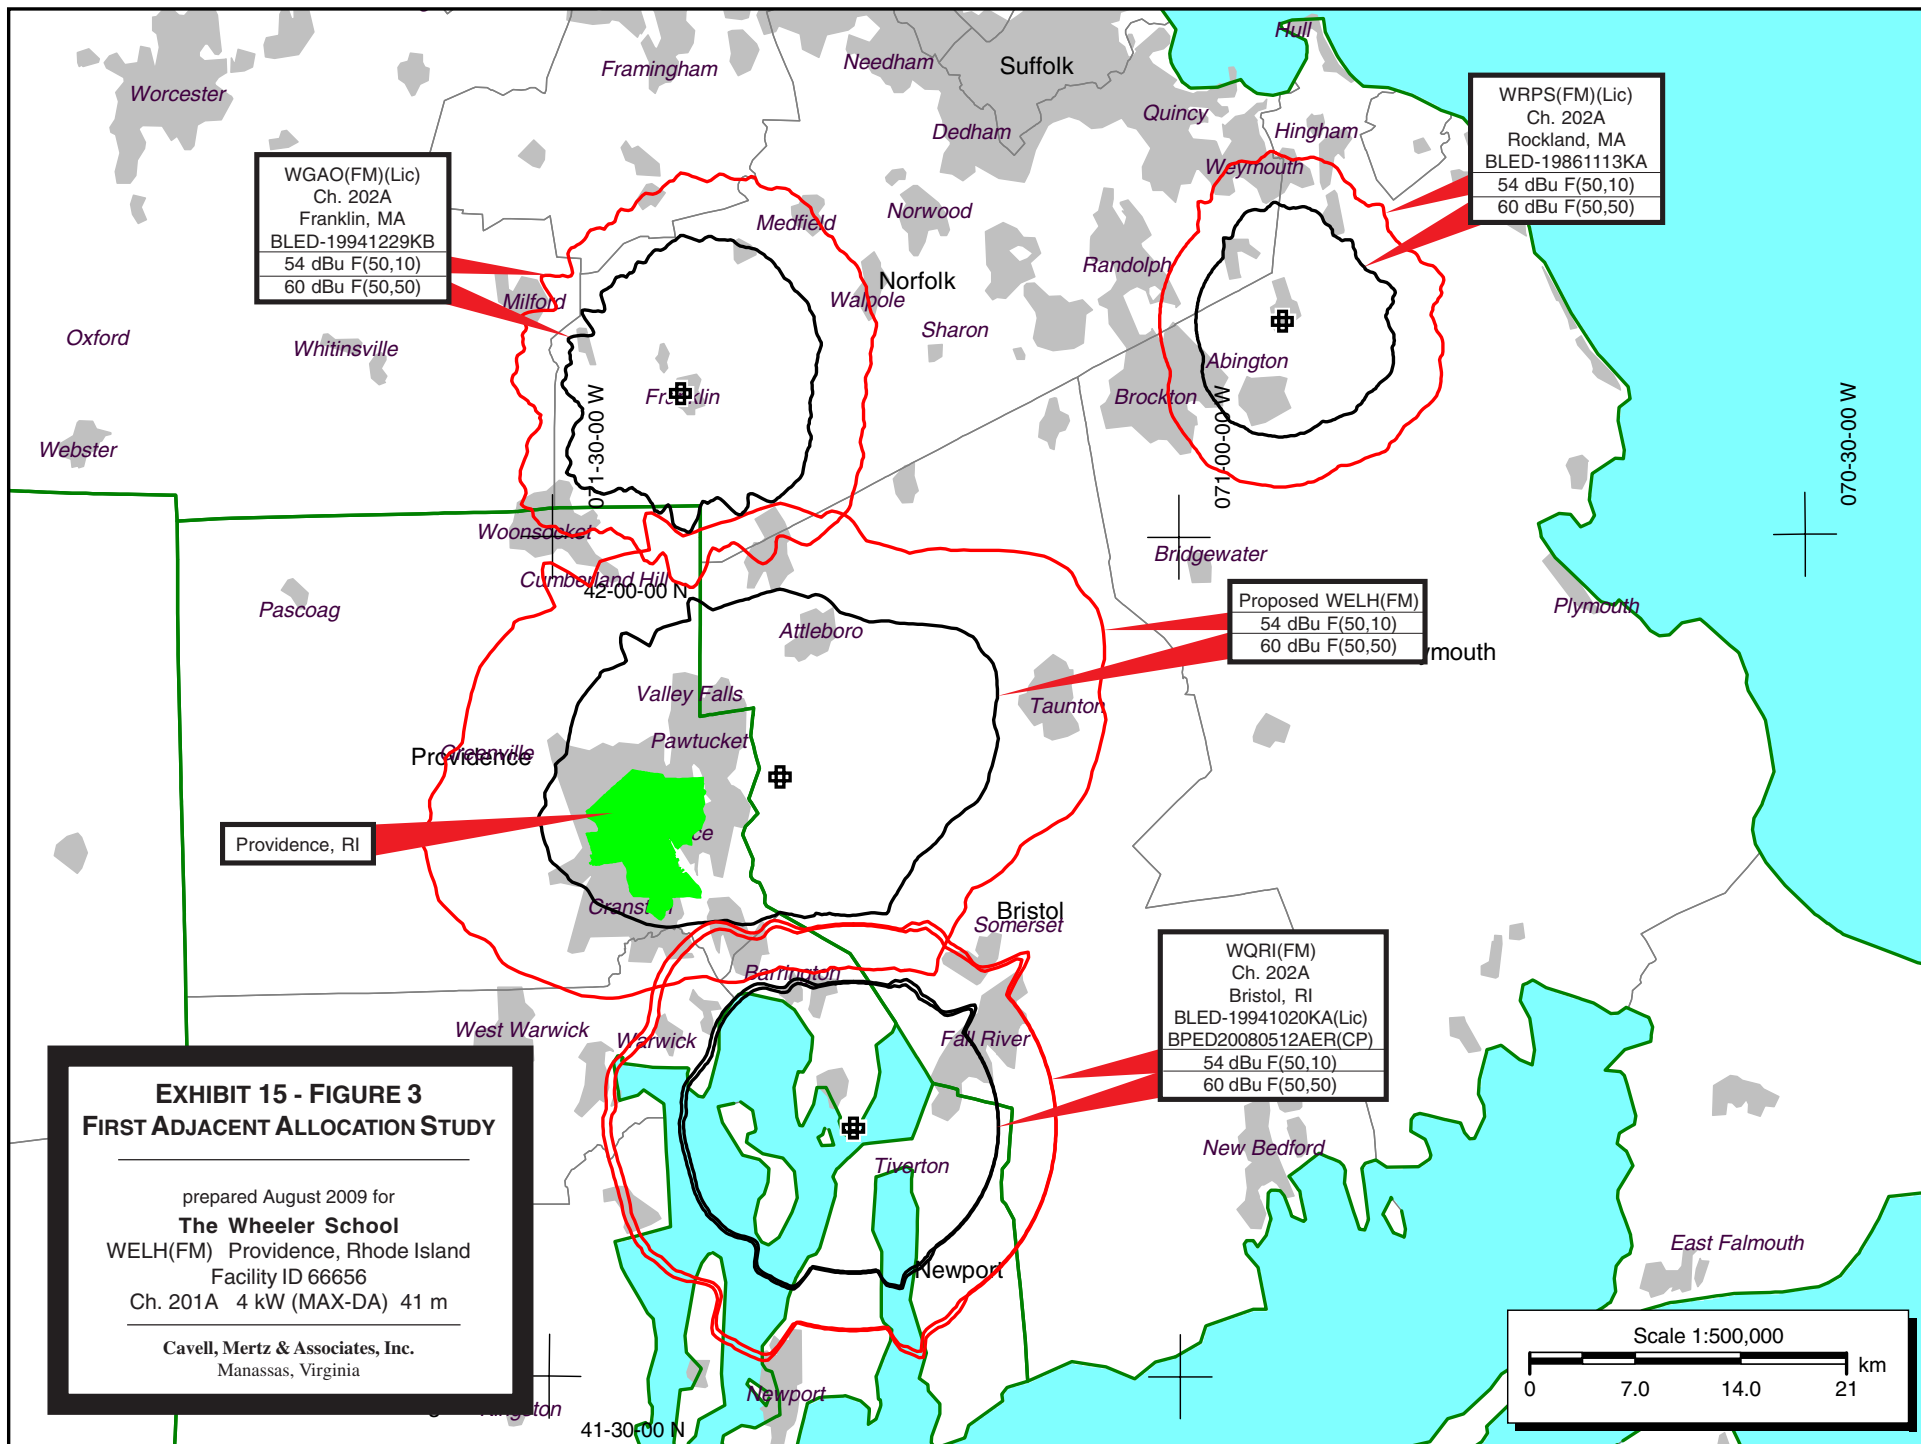 Hull
Suffolk
Needham
Framingham
Worcester
Quincy
Hingham
Dedham
Weymouth
WRPS(FM)(Lic)
Ch. 202A
Rockland, MA
BLED-19861113KA
54 dBu F(50,10)
60 dBu F(50,50)
WGAO(FM)(Lic)
Ch. 202A
Franklin, MA
BLED-19941229KB
54 dBu F(50,10)
60 dBu F(50,50)
Medfield
Norwood
Randolph
Norfolk
Milford
Walpole
Sharon
Oxford
Whitinsville
Abington
Franklin
Brockton
071-30-00 W
071-00-00 W
070-30-00 W
Webster
Woonsocket
Bridgewater
Cumberland Hill
42-00-00 N
Pascoag
Plymouth
Attleboro
Proposed WELH(FM)
54 dBu F(50,10)
60 dBu F(50,50)
ymouth
Valley Falls
Taunton
Pawtucket
Greenville
Providence
ce
Providence, RI
Cranston
Bristol
Somerset
Barrington
WQRI(FM)
Ch. 202A
Bristol, RI
BLED-19941020KA(Lic)
BPED20080512AER(CP)
54 dBu F(50,10)
60 dBu F(50,50)
West Warwick
Warwick
Fall River
Tiverton
New Bedford
Newport
East Falmouth
EXHIBIT 15 - FIGURE 3
FIRST ADJACENT ALLOCATION STUDY
prepared August 2009 for
The Wheeler School
WELH(FM) Providence, Rhode Island
Facility ID 66656
Ch. 201A 4 kW (MAX-DA) 41 m
Cavell, Mertz & Associates, Inc.
Manassas, Virginia
Newport
Kingston
41-30-00 N
Scale 1:500,000
km
0 7.0 14.0 21